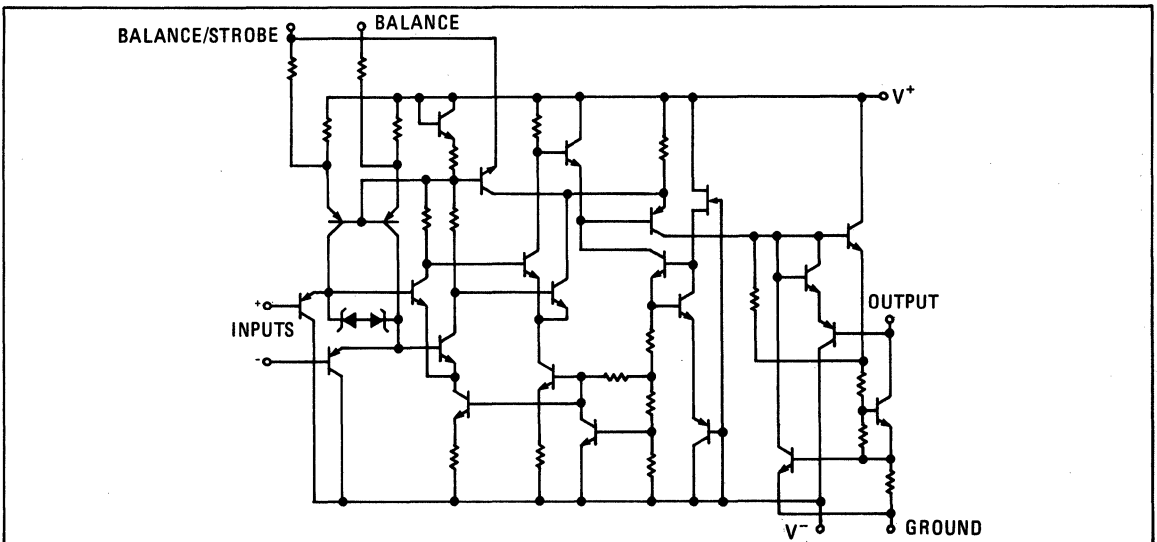 BALANCE/STROBE
BALANCE
V+
+
INPUTS
-
OUTPUT
V-
GROUND